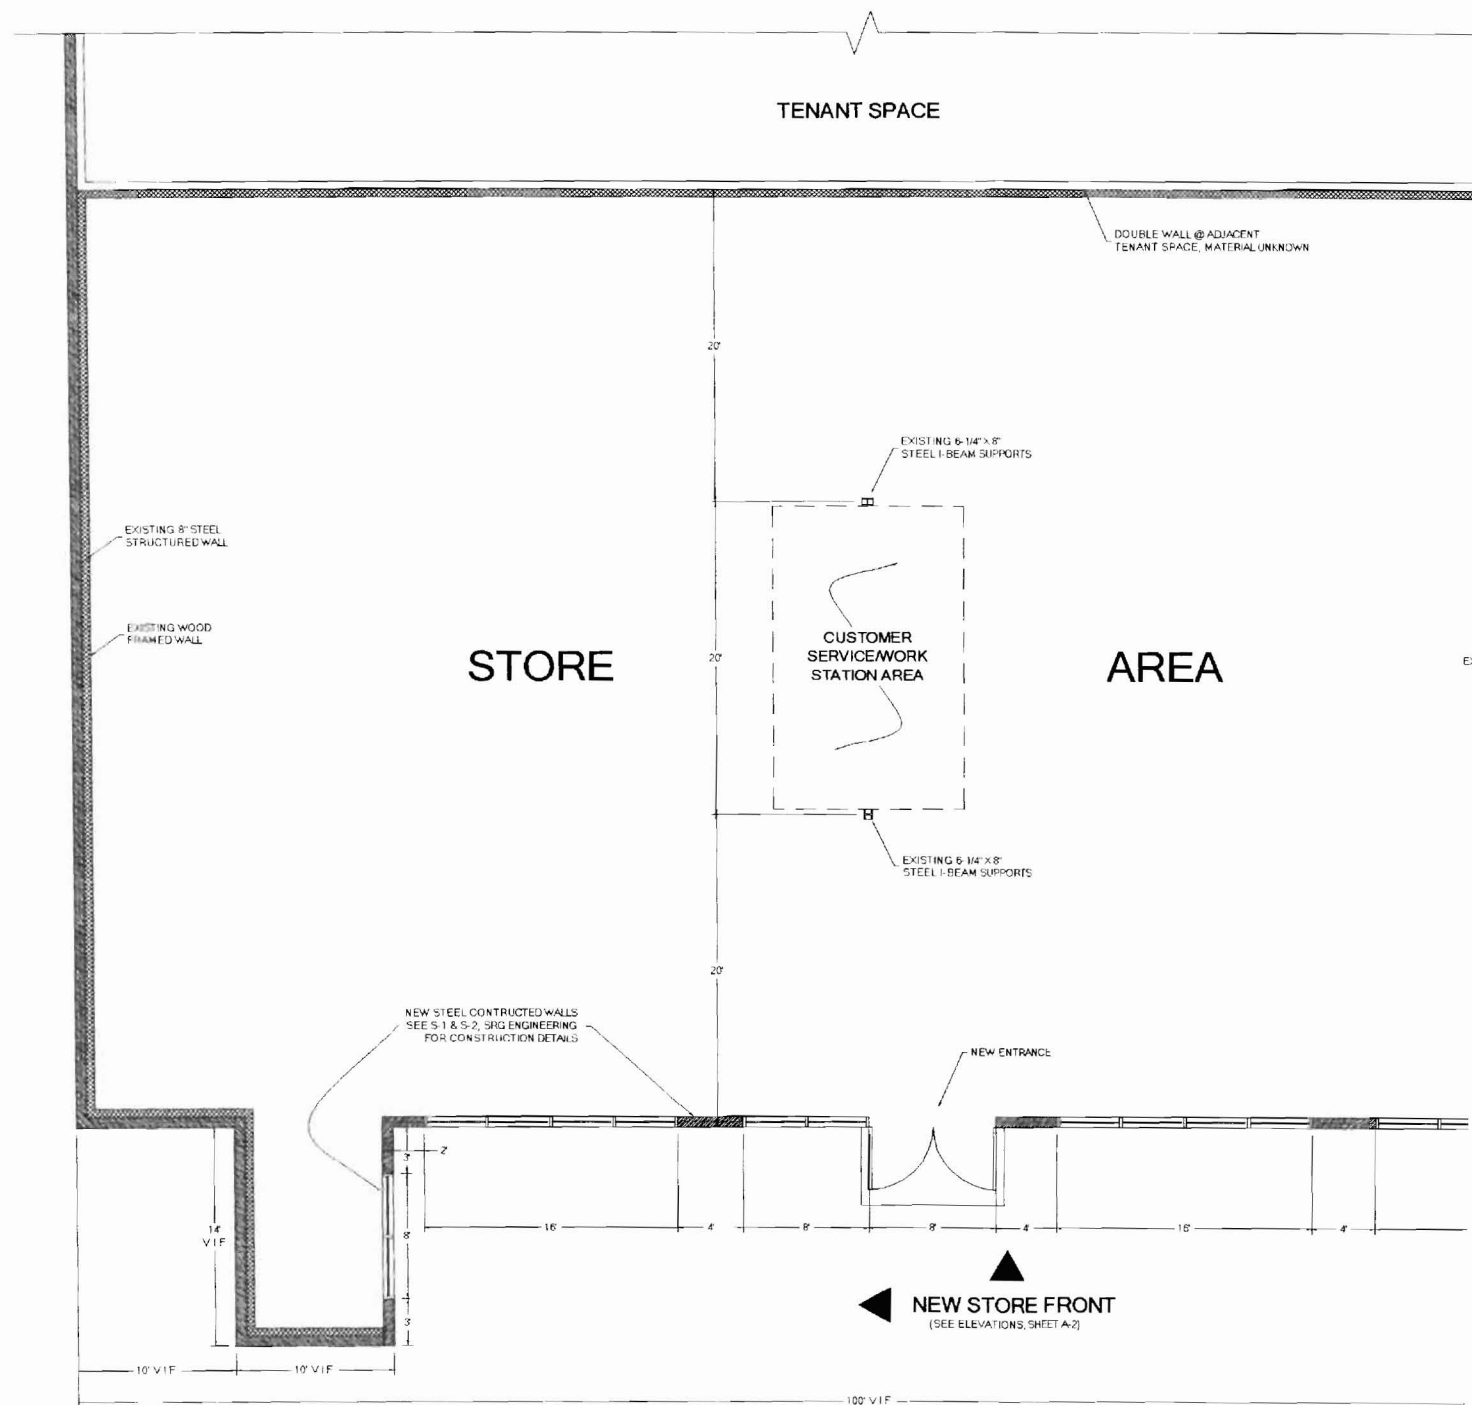 TENANT SPACE
DOUBLE WALL @ ADJACENT
TENANT SPACE, MATERIAL UNKNOWN
20'
EXISTING 6-1/4" X 8"
STEEL I-BEAM SUPPORTS
EXISTING 8" STEEL
STRUCTURED WALL
EXISTING WOOD
FRAMED WALL
STORE
20'
CUSTOMER
SERVICE/WORK
STATION AREA
AREA
EX
EXISTING 6-1/4" X 8"
STEEL I-BEAM SUPPORTS
20'
NEW STEEL CONTRUCTED WALLS
SEE S-1 & S-2, SRG ENGINEERING
FOR CONSTRUCTION DETAILS
NEW ENTRANCE
3'
2'
14'
V I F
8'
16'
4'
8'
8'
4'
16'
4'
3'
NEW STORE FRONT
(SEE ELEVATIONS, SHEET A-2)
10' V I F
10' V I F
100' V I F